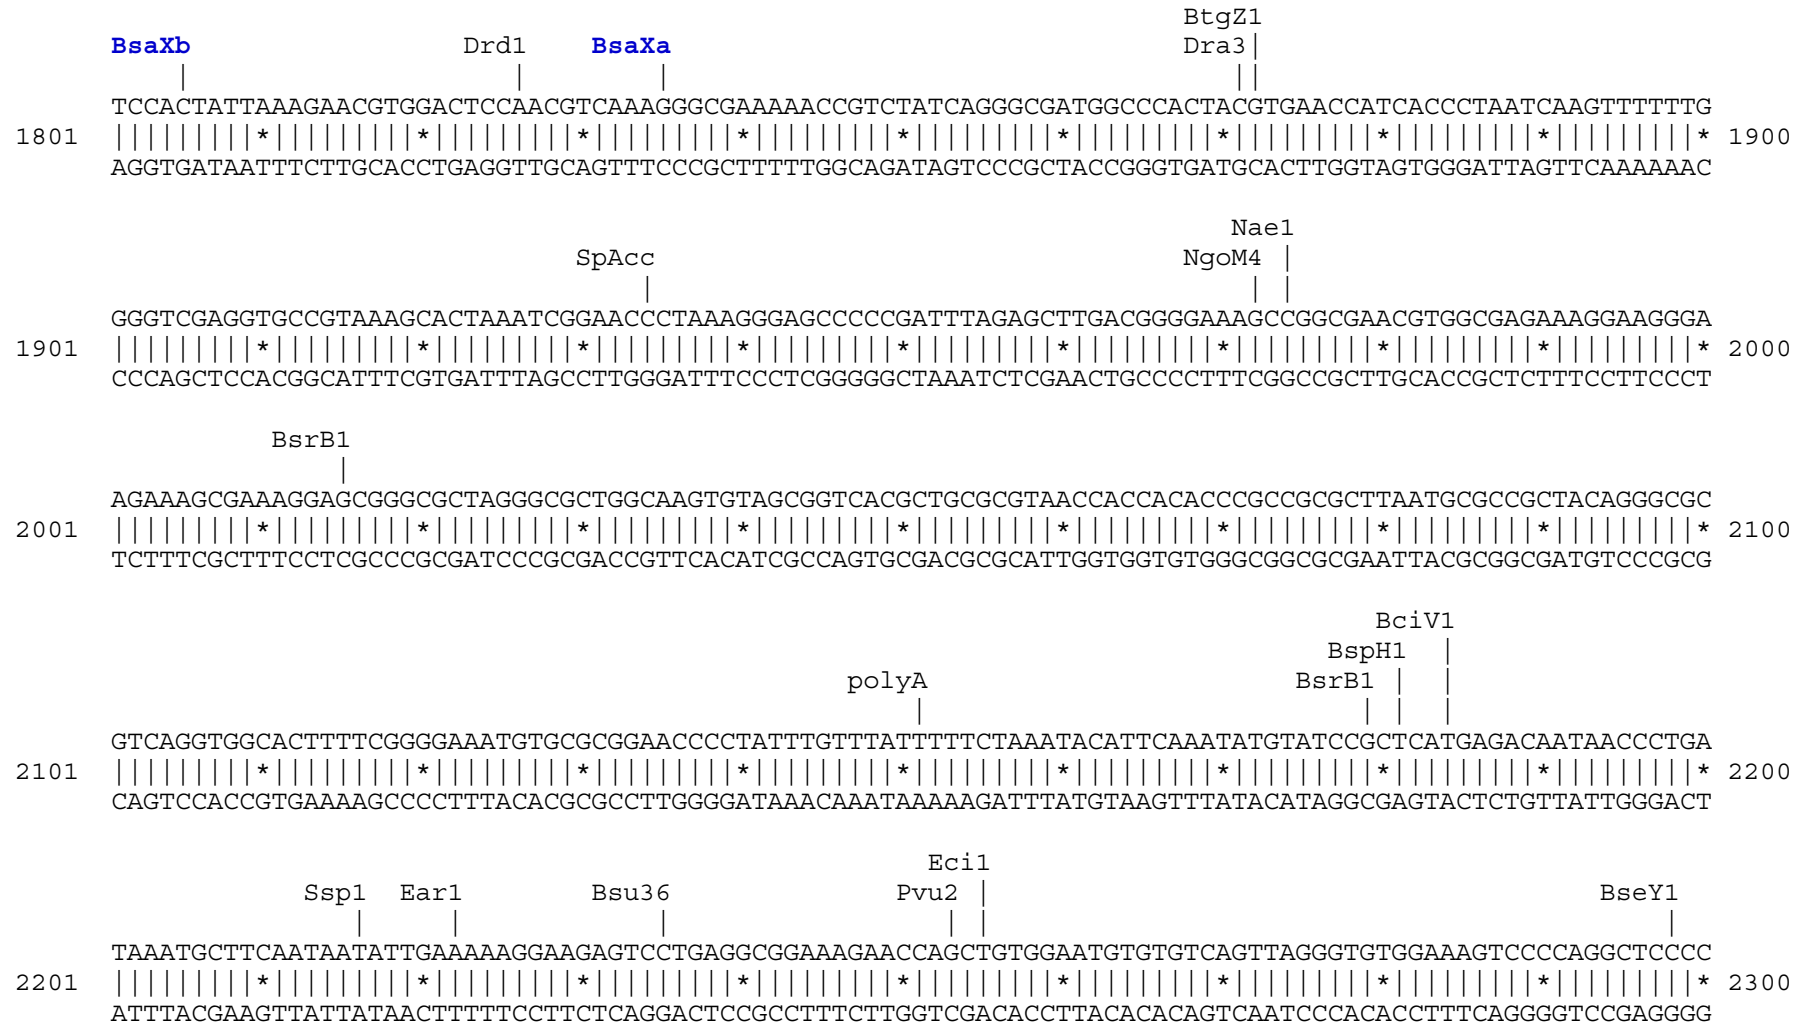 BtgZ1
BsaXb Drd1 BsaXa Dra3|
| | | ||
TCCACTATTAAAGAACGTGGACTCCAACGTCAAAGGGCGAAAAACCGTCTATCAGGGCGATGGCCCACTACGTGAACCATCACCCTAATCAAGTTTTTTG
1801 |||||||||*|||||||||*|||||||||*|||||||||*|||||||||*|||||||||*|||||||||*|||||||||*|||||||||*|||||||||* 1900
AGGTGATAATTTCTTGCACCTGAGGTTGCAGTTTCCCGCTTTTTGGCAGATAGTCCCGCTACCGGGTGATGCACTTGGTAGTGGGATTAGTTCAAAAAAC
Nae1
SpAcc NgoM4 |
| | |
GGGTCGAGGTGCCGTAAAGCACTAAATCGGAACCCTAAAGGGAGCCCCCGATTTAGAGCTTGACGGGGAAAGCCGGCGAACGTGGCGAGAAAGGAAGGGA
1901 |||||||||*|||||||||*|||||||||*|||||||||*|||||||||*|||||||||*|||||||||*|||||||||*|||||||||*|||||||||* 2000
CCCAGCTCCACGGCATTTCGTGATTTAGCCTTGGGATTTCCCTCGGGGGCTAAATCTCGAACTGCCCCTTTCGGCCGCTTGCACCGCTCTTTCCTTCCCT
BsrB1
|
AGAAAGCGAAAGGAGCGGGCGCTAGGGCGCTGGCAAGTGTAGCGGTCACGCTGCGCGTAACCACCACACCCGCCGCGCTTAATGCGCCGCTACAGGGCGC
2001 |||||||||*|||||||||*|||||||||*|||||||||*|||||||||*|||||||||*|||||||||*|||||||||*|||||||||*|||||||||* 2100
TCTTTCGCTTTCCTCGCCCGCGATCCCGCGACCGTTCACATCGCCAGTGCGACGCGCATTGGTGGTGTGGGCGGCGCGAATTACGCGGCGATGTCCCGCG
BciV1
BspH1 |
polyA BsrB1 | |
| | | |
GTCAGGTGGCACTTTTCGGGGAAATGTGCGCGGAACCCCTATTTGTTTATTTTTCTAAATACATTCAAATATGTATCCGCTCATGAGACAATAACCCTGA
2101 |||||||||*|||||||||*|||||||||*|||||||||*|||||||||*|||||||||*|||||||||*|||||||||*|||||||||*|||||||||* 2200
CAGTCCACCGTGAAAAGCCCCTTTACACGCGCCTTGGGGATAAACAAATAAAAAGATTTATGTAAGTTTATACATAGGCGAGTACTCTGTTATTGGGACT
Eci1
Ssp1 Ear1 Bsu36 Pvu2 | BseY1
| | | | | |
TAAATGCTTCAATAATATTGAAAAAGGAAGAGTCCTGAGGCGGAAAGAACCAGCTGTGGAATGTGTGTCAGTTAGGGTGTGGAAAGTCCCCAGGCTCCCC
2201 |||||||||*|||||||||*|||||||||*|||||||||*|||||||||*|||||||||*|||||||||*|||||||||*|||||||||*|||||||||* 2300
ATTTACGAAGTTATTATAACTTTTTCCTTCTCAGGACTCCGCCTTTCTTGGTCGACACCTTACACACAGTCAATCCCACACCTTTCAGGGGTCCGAGGGG